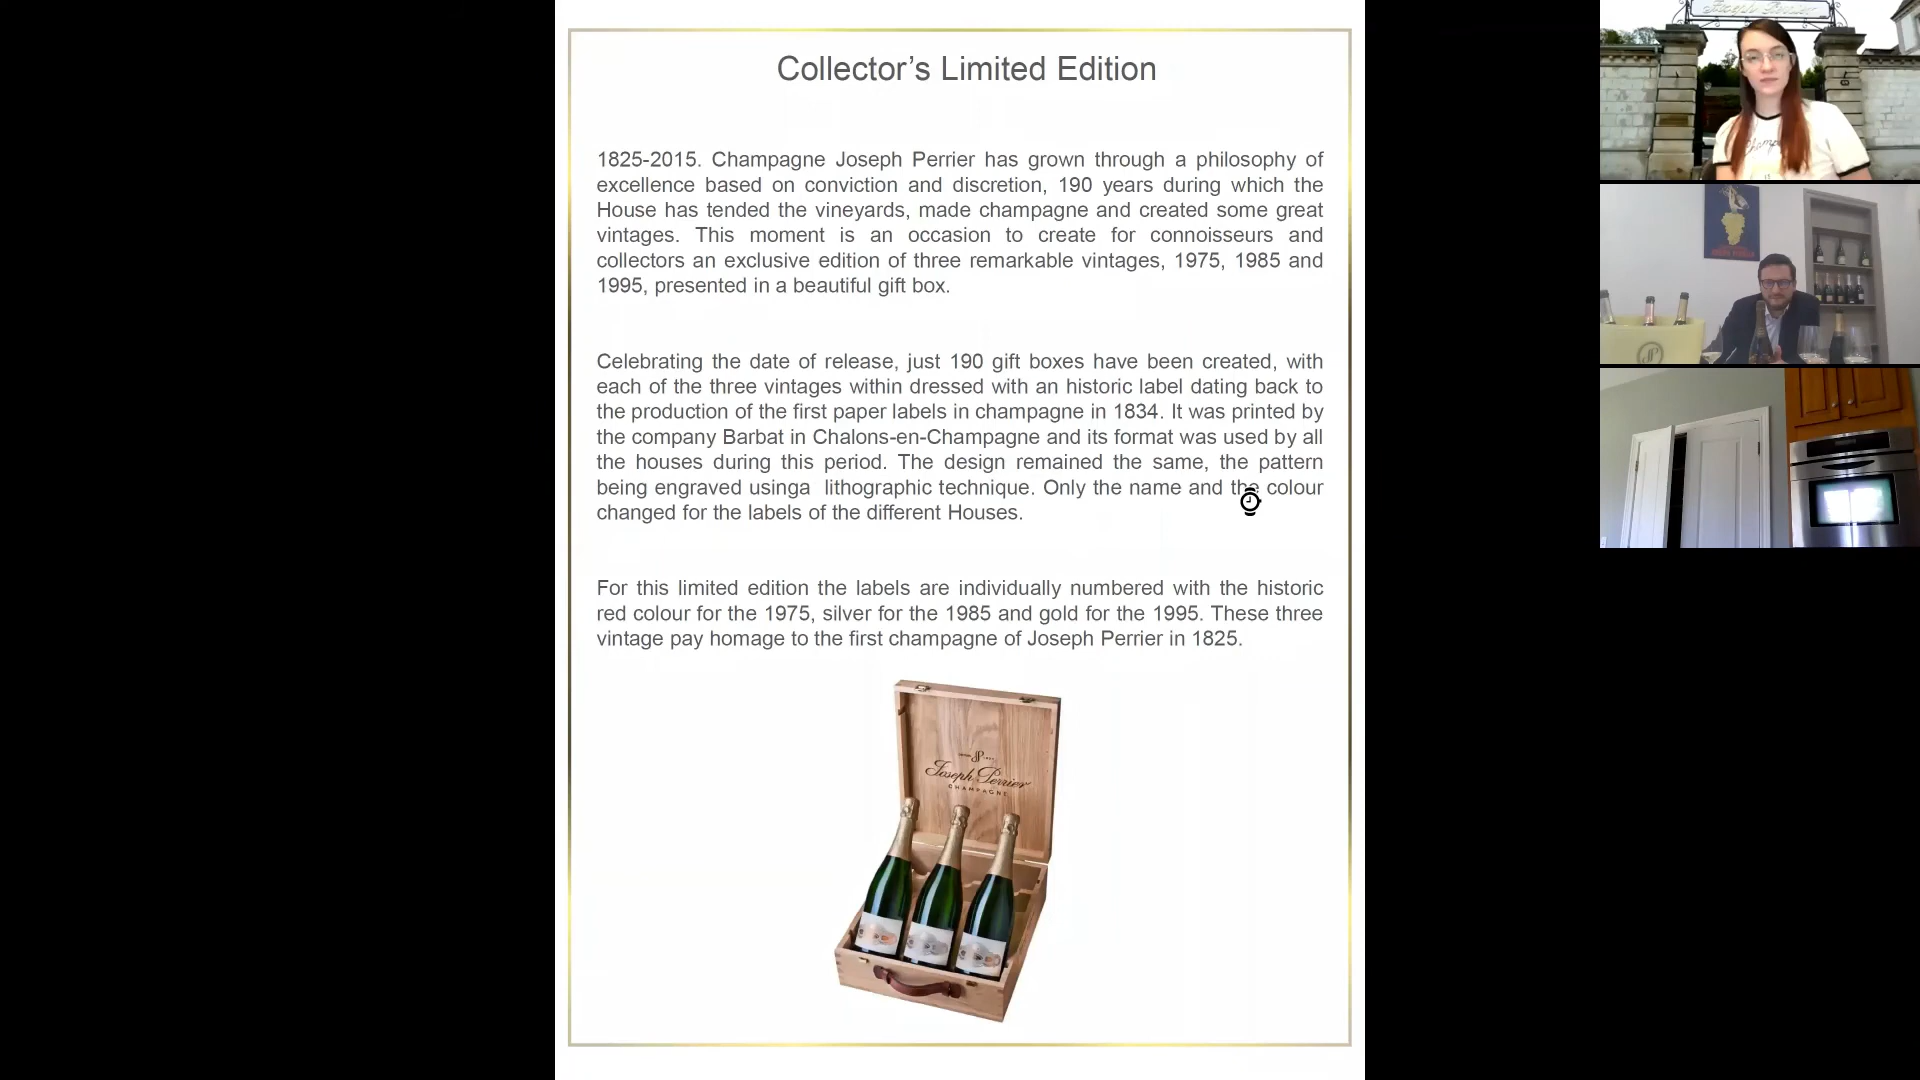 Collector’s Limited Edition
1825-2015. Champagne Joseph Perrier has grown through a philosophy of
excellence based on conviction and discretion, 190 years during which the
House has tended the vineyards, made champagne and created some great
vintages. This moment is an occasion to create for connoisseurs and
collectors an exclusive edition of three remarkable vintages, 1975, 1985 and
1995, presented in a beautiful gift box.
Celebrating the date of release, just 190 gift boxes have been created, with
each of the three vintages within dressed with an historic label dating back to
the production of the first paper labels in champagne in 1834. It was printed by
the company Barbat in Chalons-en-Champagne and its format was used by all
the houses during this period. The design remained the same, the pattern
being engraved usinga lithographic technique. Only the name and the colour
changed for the labels of the different Houses.
For this limited edition the labels are individually numbered with the historic
red colour for the 1975, silver for the 1985 and gold for the 1995. These three
vintage pay homage to the first champagne of Joseph Perrier in 1825.
JP
Joseph Perrier
CHAMPAGNE
Joseph Perrier
JP